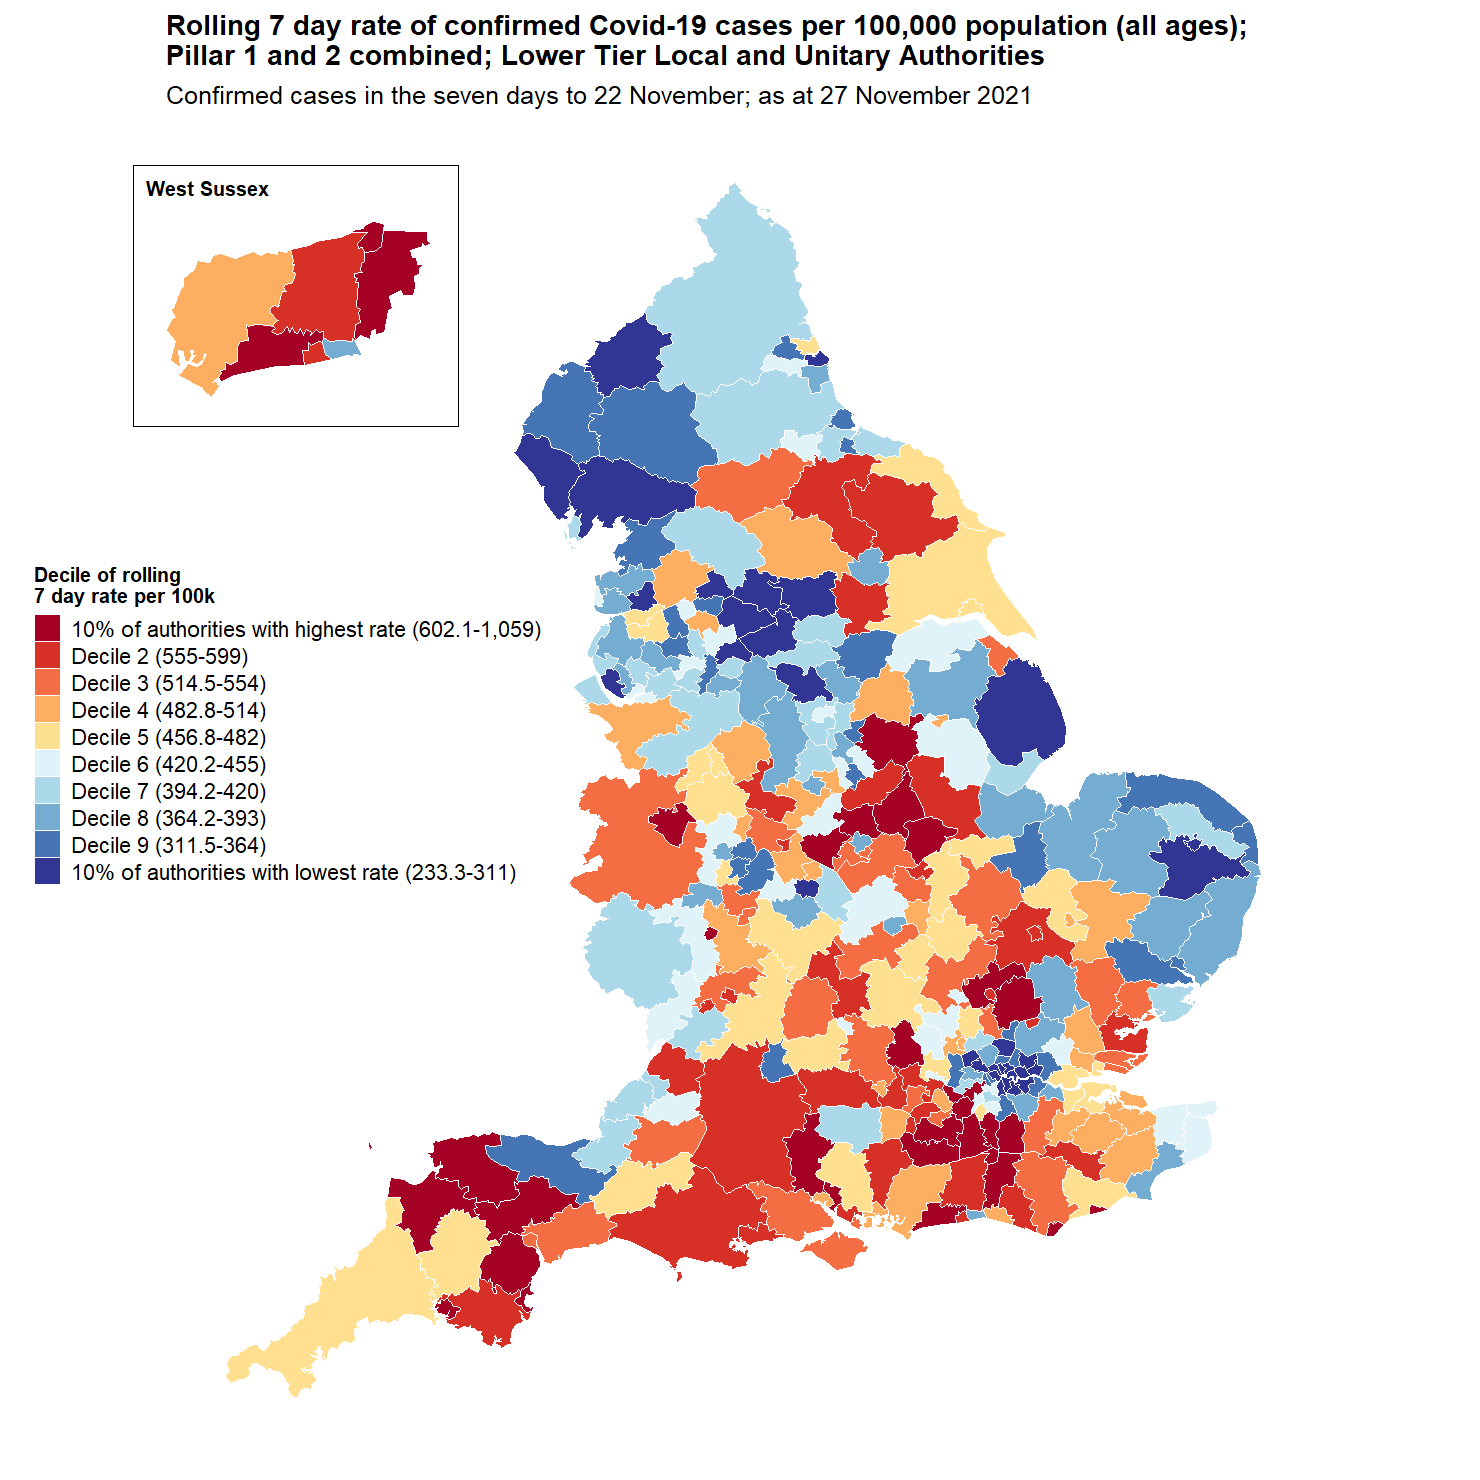 Rolling 7 day rate of confirmed Covid-19 cases per 100,000 population (all ages);
Pillar 1 and 2 combined; Lower Tier Local and Unitary Authorities
Confirmed cases in the seven days to 22 November; as at 27 November 2021
West Sussex
Decile of rolling
7 day rate per 100k
10% of authorities with highest rate (602.1-1,059)
Decile 2 (555-599)
Decile 3 (514.5-554)
Decile 4 (482.8-514)
Decile 5 (456.8-482)
Decile 6 (420.2-455)
Decile 7 (394.2-420)
Decile 8 (364.2-393)
Decile 9 (311.5-364)
10% of authorities with lowest rate (233.3-311)